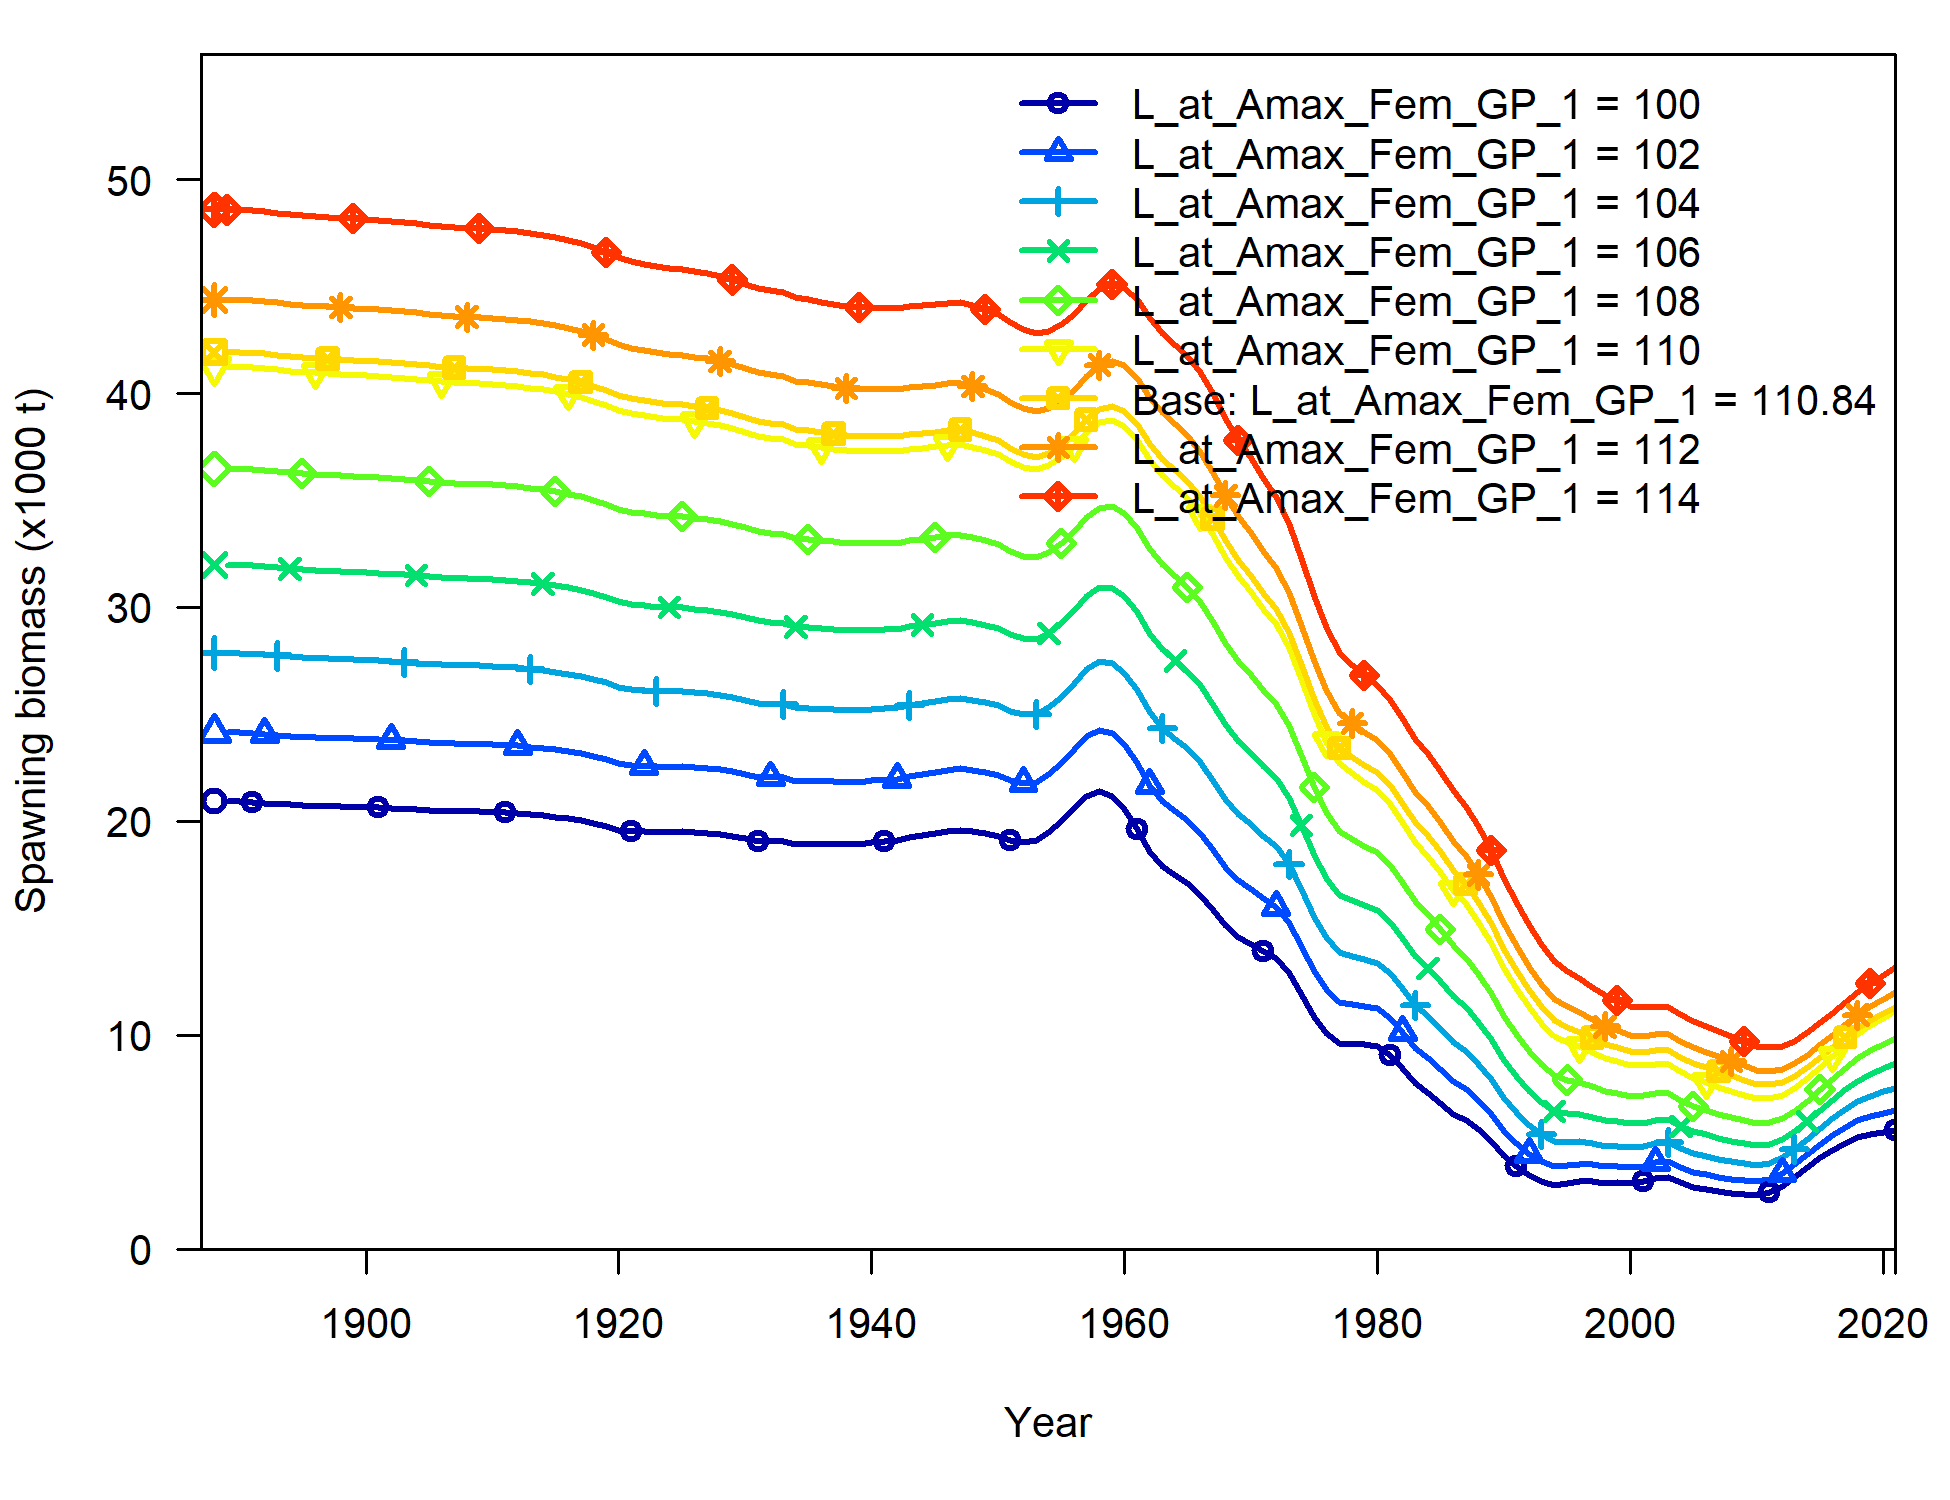 L_at_Amax_Fem_GP_1 = 100
L_at_Amax_Fem_GP_1 = 102
L_at_Amax_Fem_GP_1 = 104
L_at_Amax_Fem_GP_1 = 106
L_at_Amax_Fem_GP_1 = 108
L_at_Amax_Fem_GP_1 = 110
Base: L_at_Amax_Fem_GP_1 = 110.84
L_at_Amax_Fem_GP_1 = 112
L_at_Amax_Fem_GP_1 = 114
Spawning biomass (x1000 t)
50
40
30
20
10
0
1900 1920 1940 1960 1980 2000 2020
Year